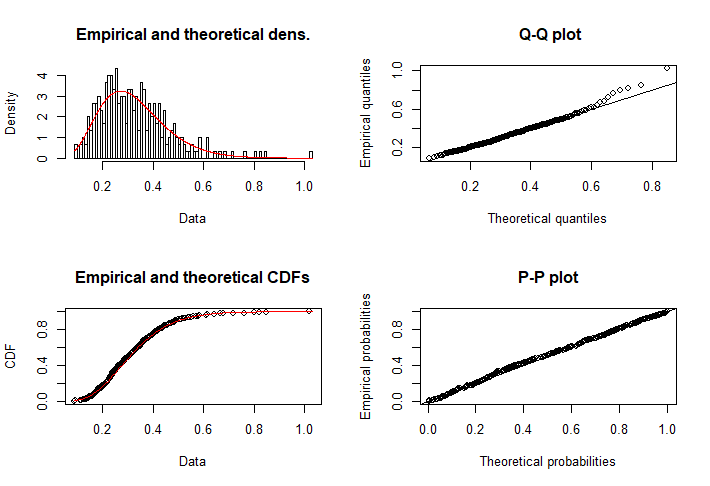 Empirical and theoretical dens.
Density
0 1 2 3 4
0.2 0.4 0.6 0.8 1.0
Data
Q-Q plot
Empirical quantiles
0.2 0.6 1.0
0.2 0.4 0.6 0.8
Theoretical quantiles
Empirical and theoretical CDFs
CDF
0.0 0.4 0.8
0.2 0.4 0.6 0.8 1.0
Data
P-P plot
Empirical probabilities
0.0 0.4 0.8
0.0 0.2 0.4 0.6 0.8 1.0
Theoretical probabilities